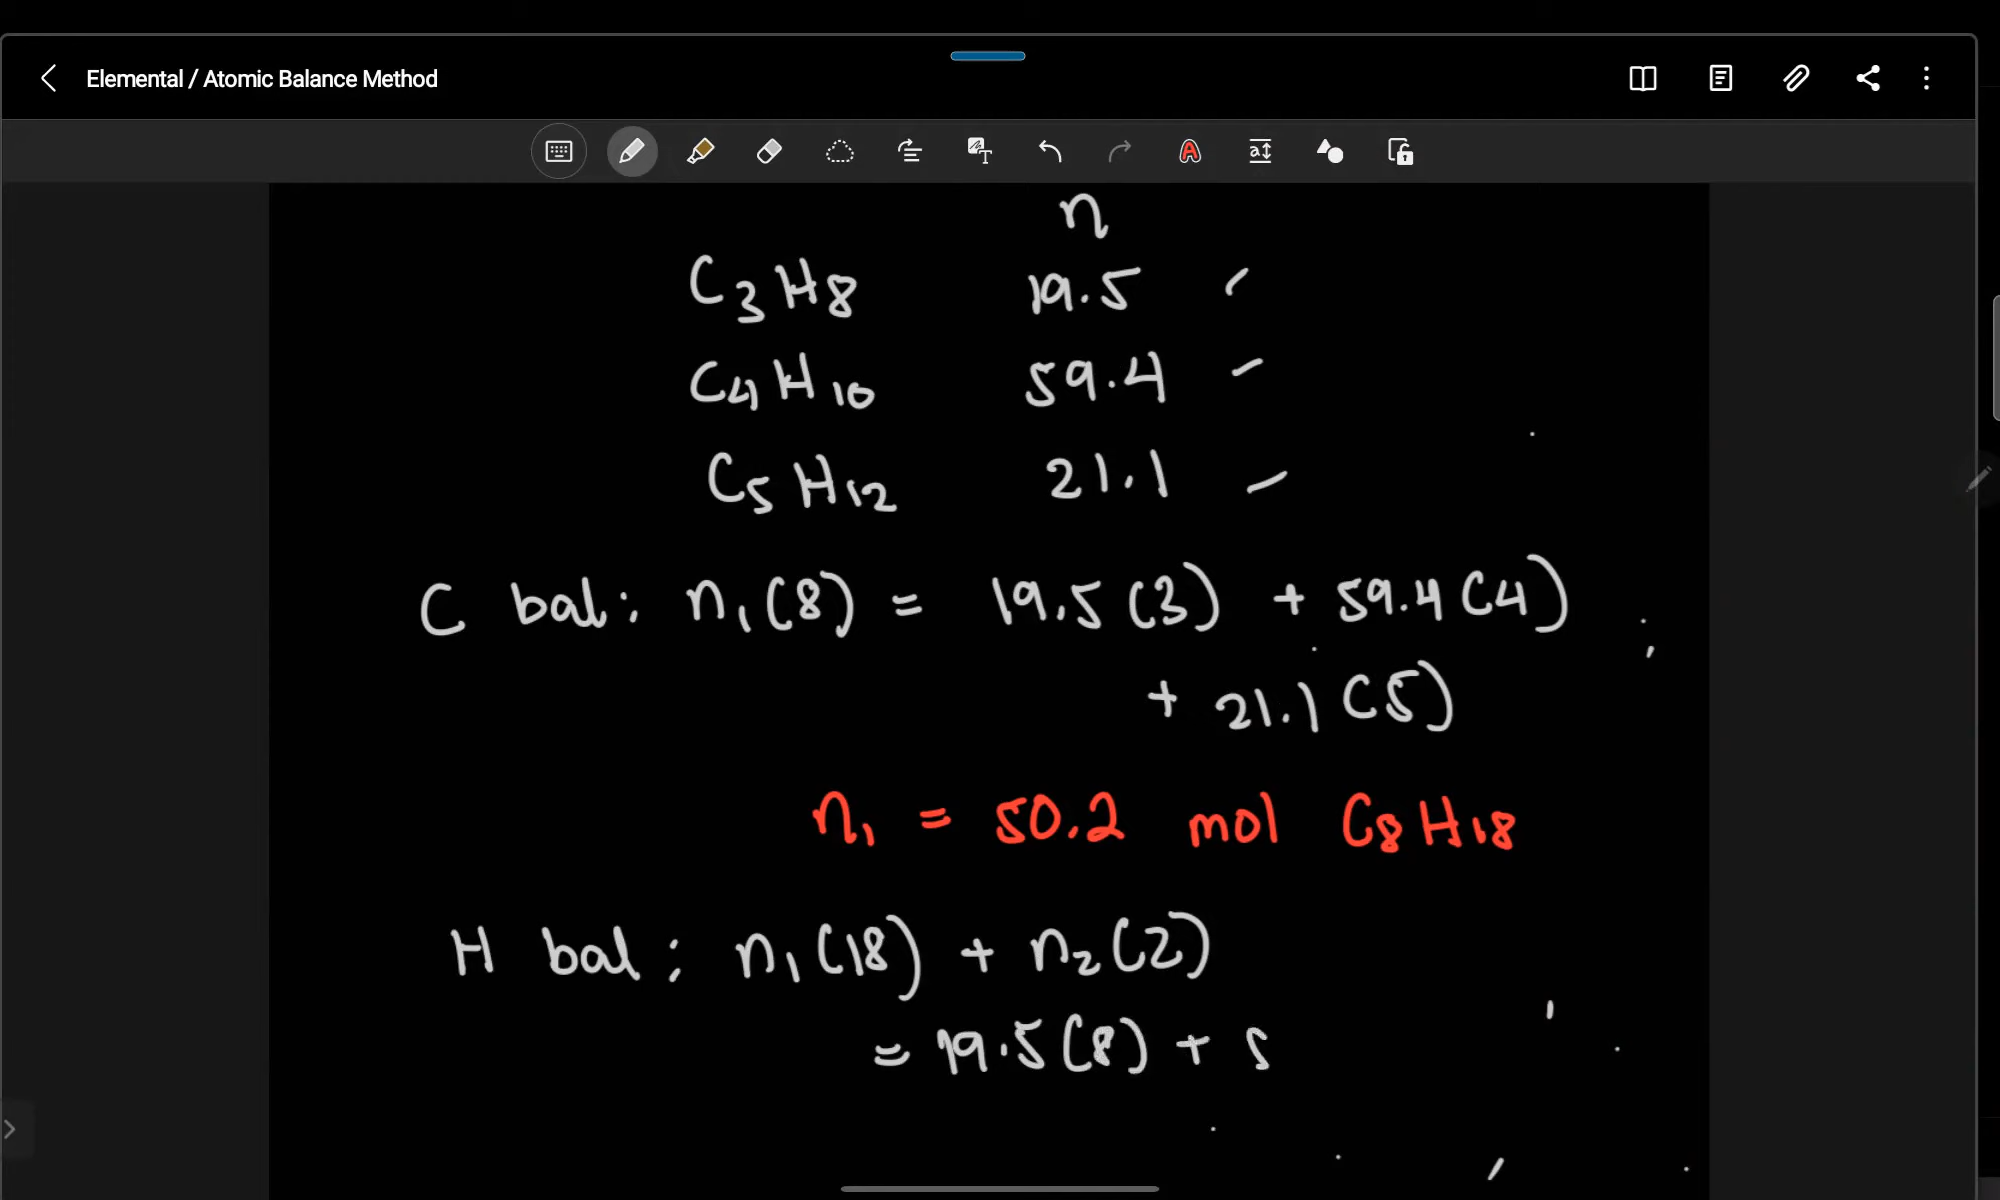 Elemental / Atomic Balance Method
n
C3H8 19.5
C4H10 59.4
C5H12 21.1
C bal: n1(8) = 19.5(3) + 59.4(4)
+ 21.1(5)
n1 = 50.2 mol C8H18
H bal: n1(18) + n2(2)
= 19.5(8) + 5